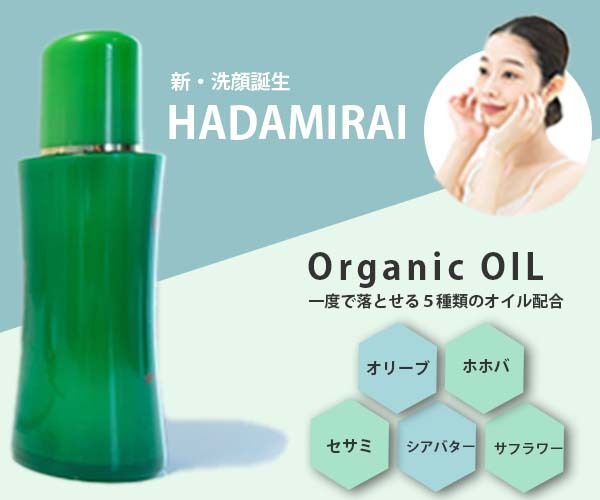 新・洗顔誕生
HADAMIRAI
Organic OIL
一度で落とせる５種類のオイル配合
オリーブ
ホホバ
セサミ
シアバター
サフラワー